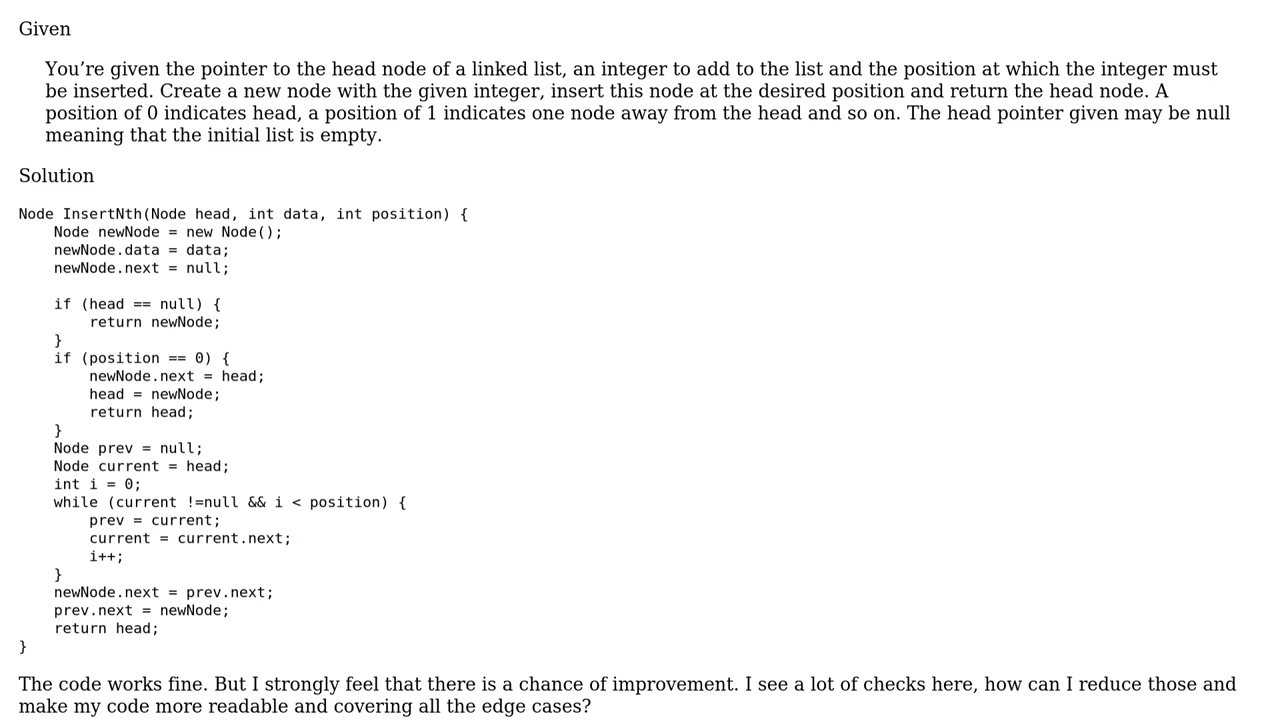 Given
You’re given the pointer to the head node of a linked list, an integer to add to the list and the position at which the integer must
be inserted. Create a new node with the given integer, insert this node at the desired position and return the head node. A
position of 0 indicates head, a position of 1 indicates one node away from the head and so on. The head pointer given may be null
meaning that the initial list is empty.
Solution
Node InsertNth(Node head, int data, int position) {
    Node newNode = new Node();
    newNode.data = data;
    newNode.next = null;

    if (head == null) {
        return newNode;
    }
    if (position == 0) {
        newNode.next = head;
        head = newNode;
        return head;
    }
    Node prev = null;
    Node current = head;
    int i = 0;
    while (current !=null && i < position) {
        prev = current;
        current = current.next;
        i++;
    }
    newNode.next = prev.next;
    prev.next = newNode;
    return head;
}
The code works fine. But I strongly feel that there is a chance of improvement. I see a lot of checks here, how can I reduce those and
make my code more readable and covering all the edge cases?